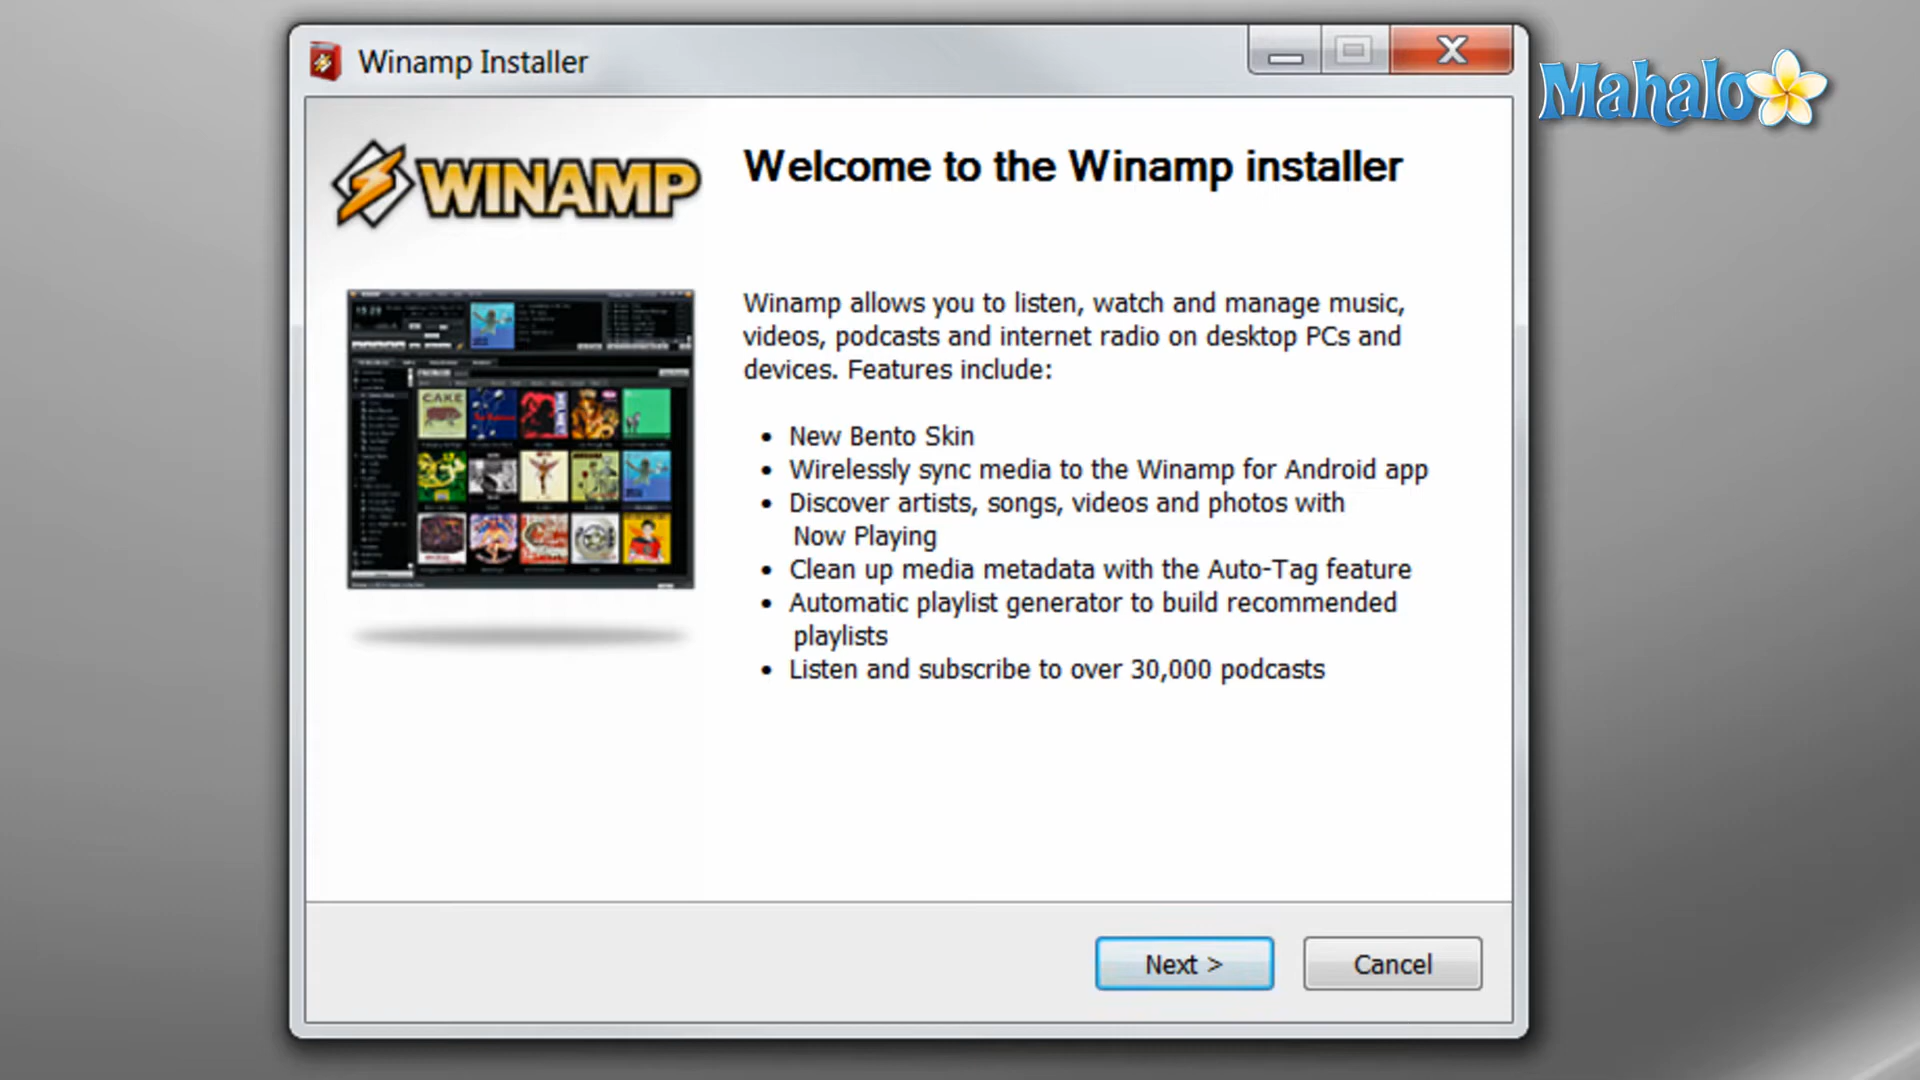 Winamp Installer
Mahalo
WINAMP
Welcome to the Winamp installer
Winamp allows you to listen, watch and manage music,
videos, podcasts and internet radio on desktop PCs and
devices. Features include:
• New Bento Skin
• Wirelessly sync media to the Winamp for Android app
• Discover artists, songs, videos and photos with
Now Playing
• Clean up media metadata with the Auto-Tag feature
• Automatic playlist generator to build recommended
playlists
• Listen and subscribe to over 30,000 podcasts
CAKE
Next >
Cancel